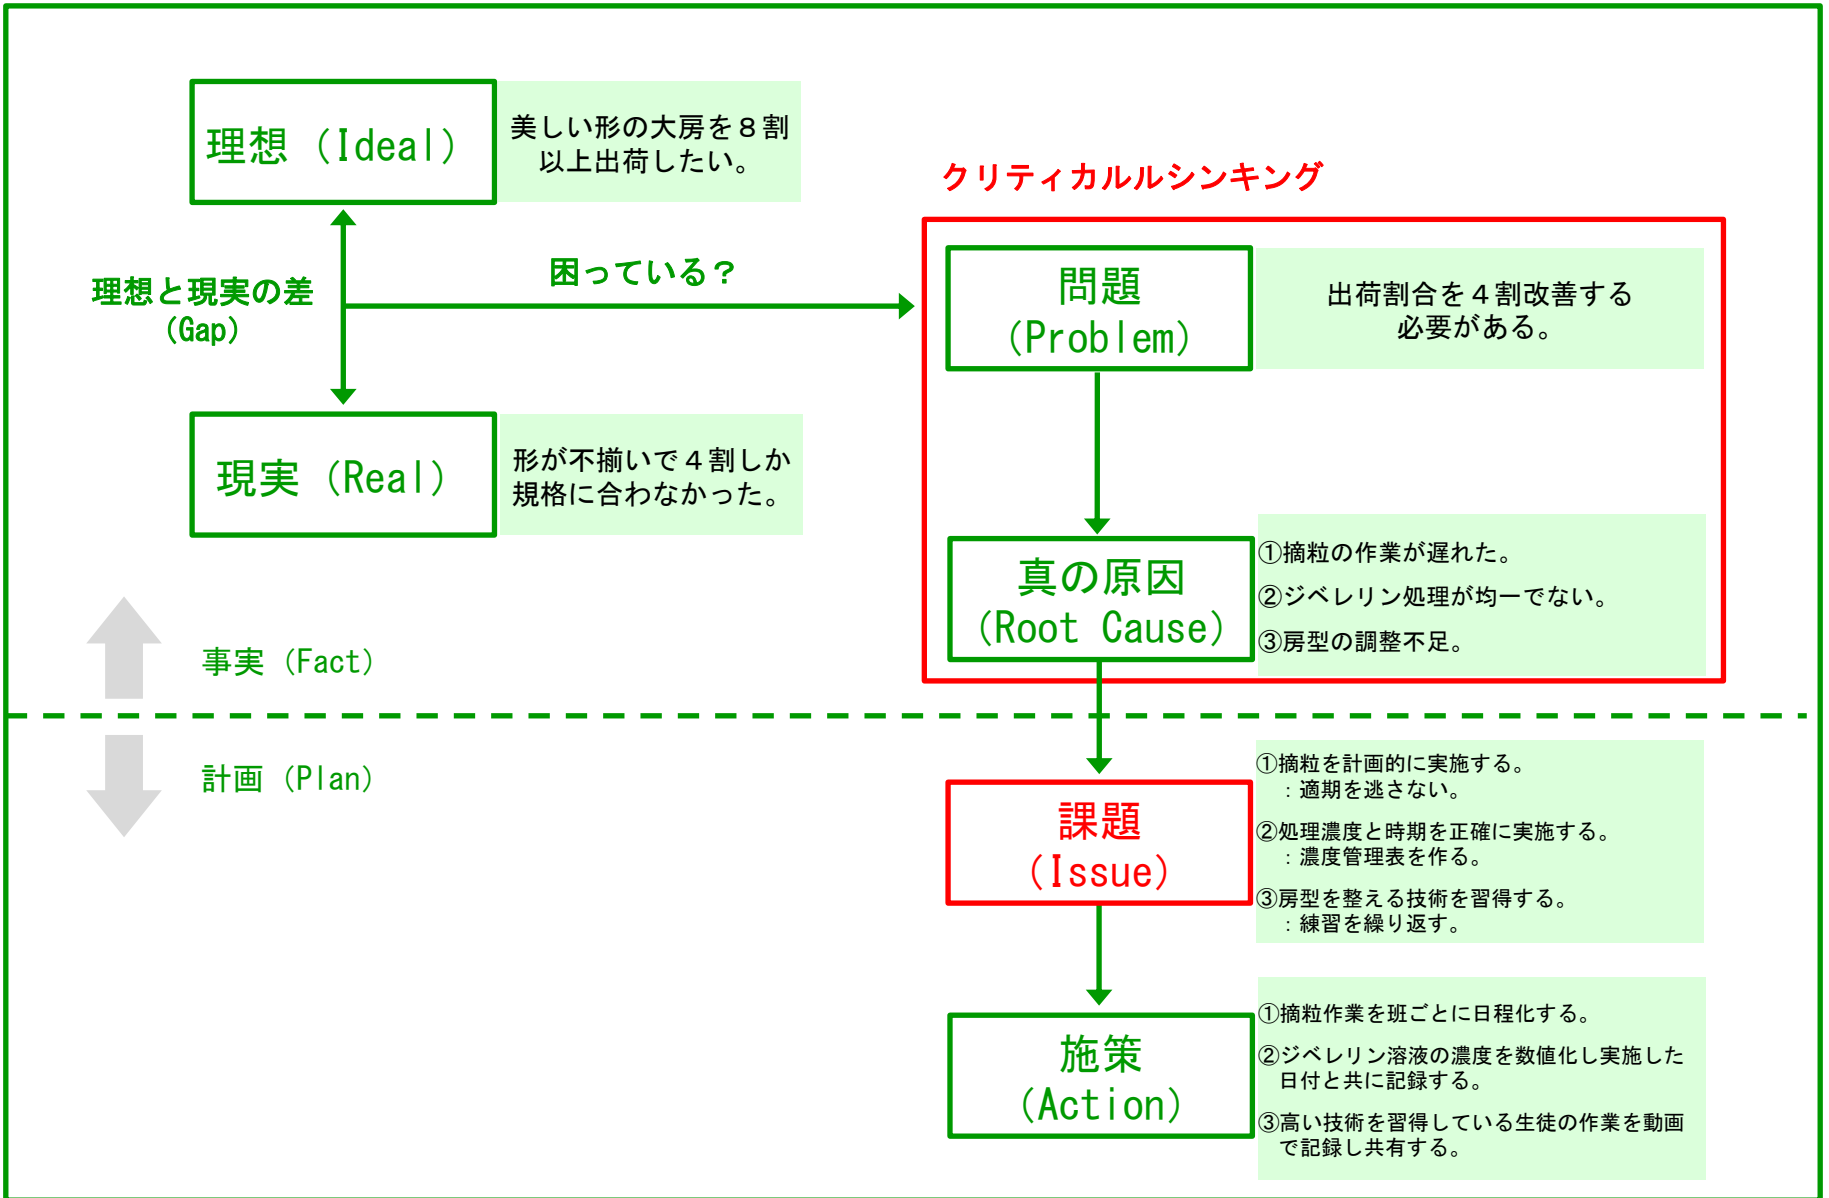 理想（Ideal）
美しい形の大房を８割
以上出荷したい。
理想と現実の差
(Gap)
困っている？
現実（Real）
形が不揃いで４割しか
規格に合わなかった。
クリティカルルシンキング
問題
(Problem)
出荷割合を４割改善する
必要がある。
真の原因
(Root Cause)
①摘粒の作業が遅れた。
②ジベレリン処理が均一でない。
③房型の調整不足。
事実（Fact）
計画（Plan）
課題
(Issue)
①摘粒を計画的に実施する。
：適期を逃さない。
②処理濃度と時期を正確に実施する。
：濃度管理表を作る。
③房型を整える技術を習得する。
：練習を繰り返す。
施策
(Action)
①摘粒作業を班ごとに日程化する。
②ジベレリン溶液の濃度を数値化し実施した
日付と共に記録する。
③高い技術を習得している生徒の作業を動画
で記録し共有する。